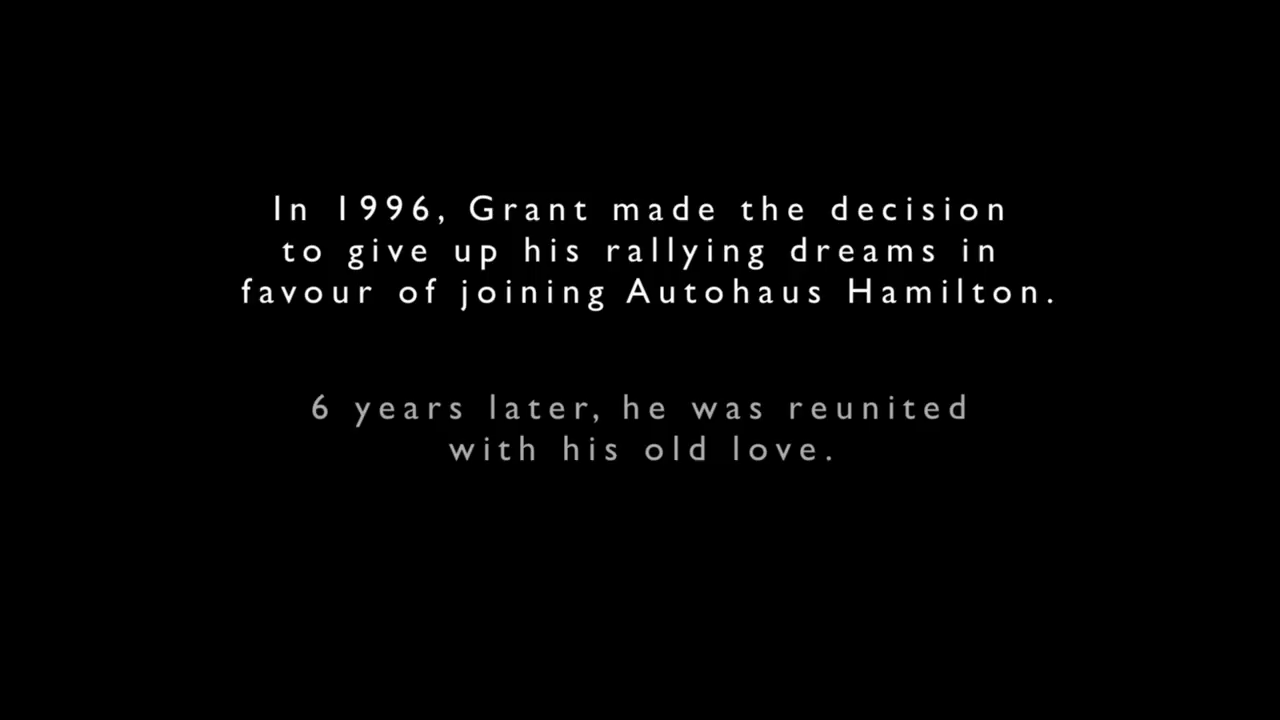 In 1996, Grant made the decision
to give up his rallying dreams in
favour of joining Autohaus Hamilton.
6 years later, he was reunited
with his old love.